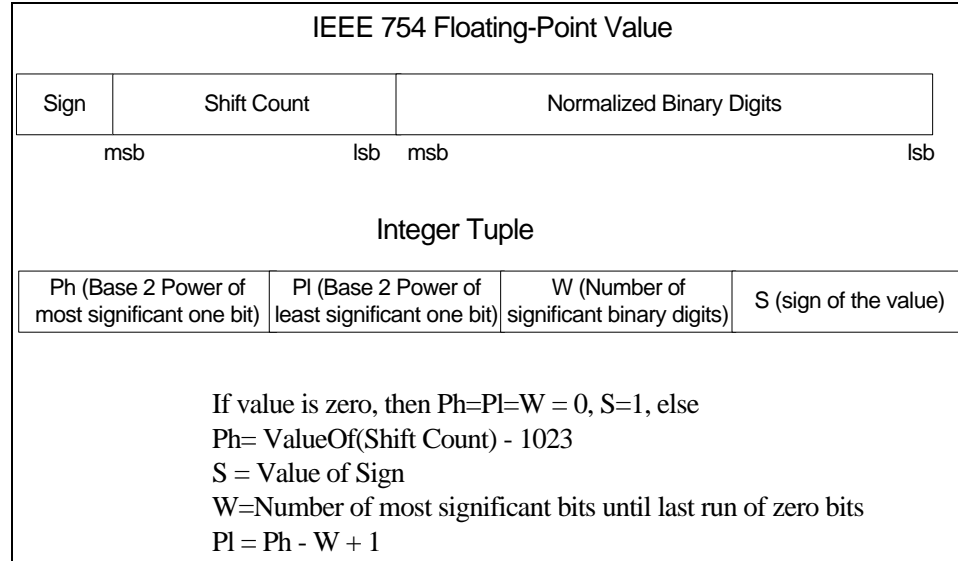 IEEE 754 Floating-Point Value
Sign Shift Count Normalized Binary Digits
msb lsb msb lsb
Integer Tuple
Ph (Base 2 Power of most significant one bit)
Pl (Base 2 Power of least significant one bit)
W (Number of significant binary digits)
S (sign of the value)
If value is zero, then Ph=Pl=W = 0, S=1, else
Ph= ValueOf(Shift Count) - 1023
S = Value of Sign
W=Number of most significant bits until last run of zero bits
Pl = Ph - W + 1